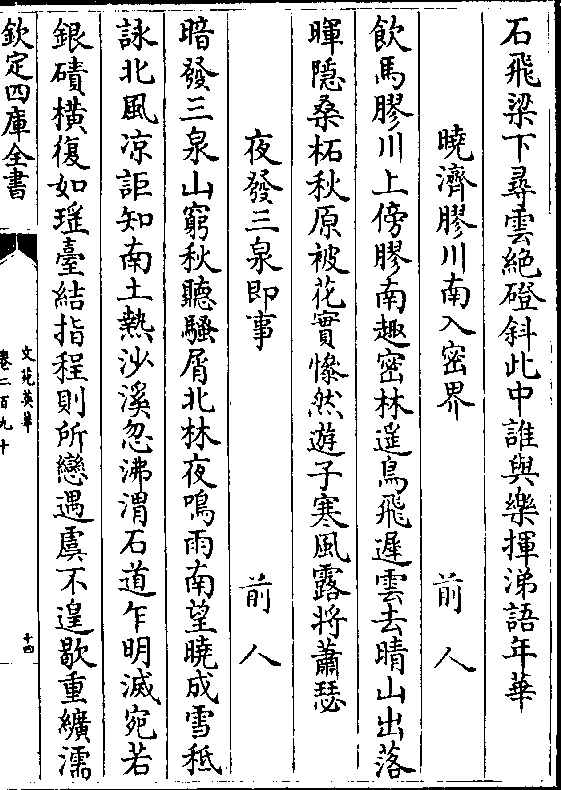 石飛梁下尋雲絶磴斜此中誰與樂揮涕語年華
曉濟膠川南入密界 前人
飲馬膠川上傍膠南趣密林遥鳥飛遲雲去晴山出落
暉隱桑柘秋原被花實慘然遊子寒風露將蕭瑟
夜發三泉即事 前人
暗發三泉山窮秋聽騷屑北林夜鳴雨南望曉成雪秪
詠北風凉詎知南土熱沙溪忽沸渭石道乍明滅宛若
銀磧橫復如瑶臺結指程則所戀遇虞不遑歇重纊濡
欽定四庫全書
文苑英華
卷二百九十
十四